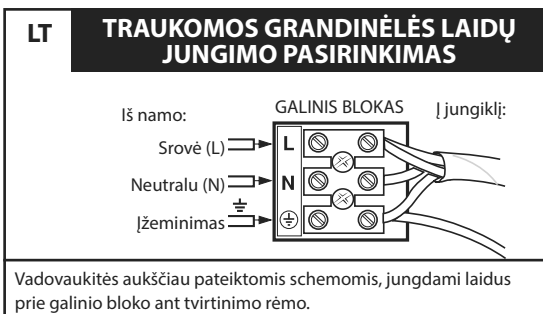 LT
TRAUKOMOS GRANDINĖLĖS LAIDŲ
JUNGIMO PASIRINKIMAS
Iš namo:
GALINIS BLOKAS
Į jungiklį:
Srovė (L)
L
Neutralu (N)
N
Įžeminimas
Vadovaukitės aukščiau pateiktomis schemomis, jungdami laidus
prie galinio bloko ant tvirtinimo rėmo.